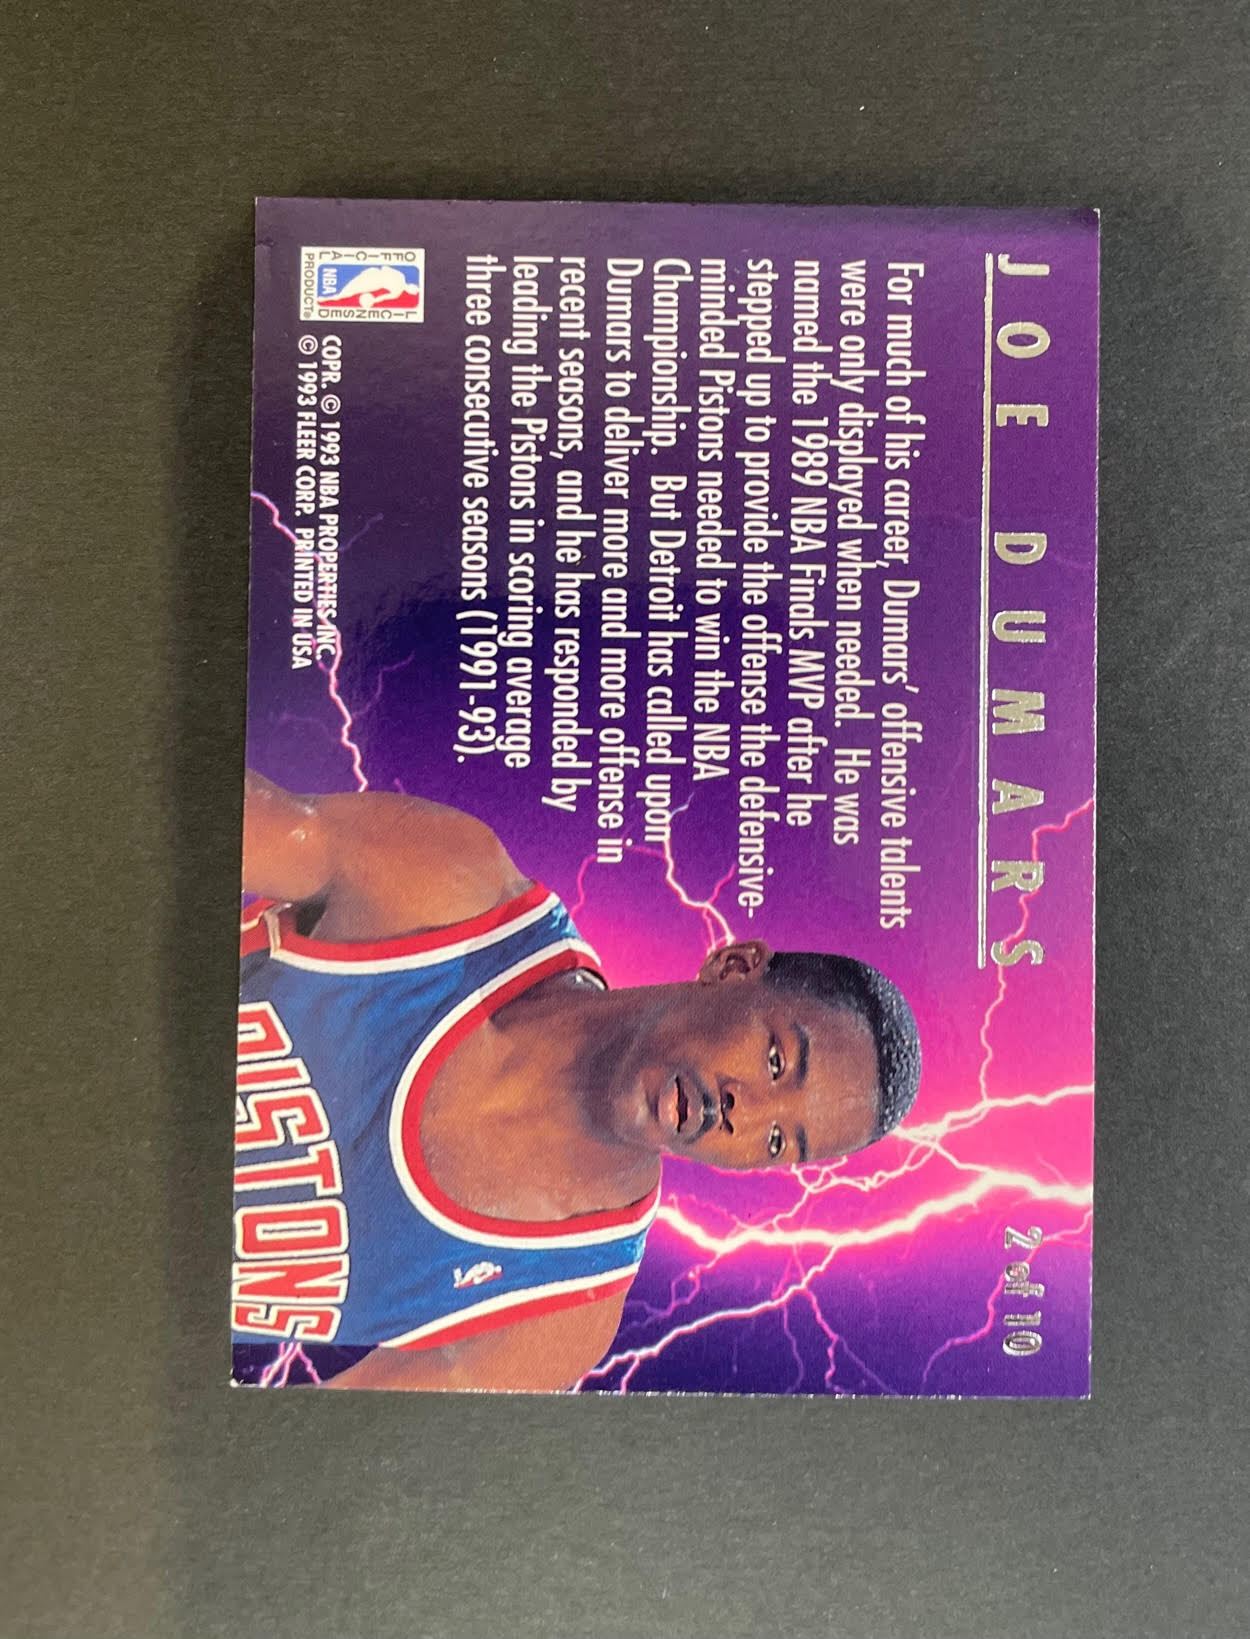 JOE DUMARS
2 of 10
For much of his career, Dumars' offensive talents
were only displayed when needed. He was
named the 1989 NBA Finals MVP after he
stepped up to provide the offense the defensive-
minded Pistons needed to win the NBA
Championship. But Detroit has called upon
Dumars to deliver more and more offense in
recent seasons, and he has responded by
leading the Pistons in scoring average
three consecutive seasons (1991-93).
OFFICIAL LICENSED
NBA
PRODUCT®
COPR. © 1993 NBA PROPERTIES INC.
© 1993 FLEER CORP. PRINTED IN USA
PISTONS